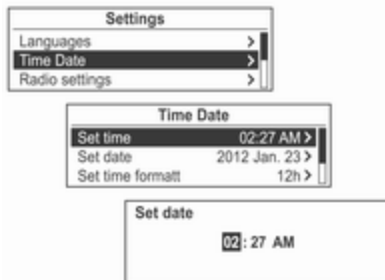 Settings
Languages >
Time Date >
Radio settings >
Time Date
Set time 02:27 AM >
Set date 2012 Jan. 23 >
Set time formatt 12h >
Set date
02 : 27 AM